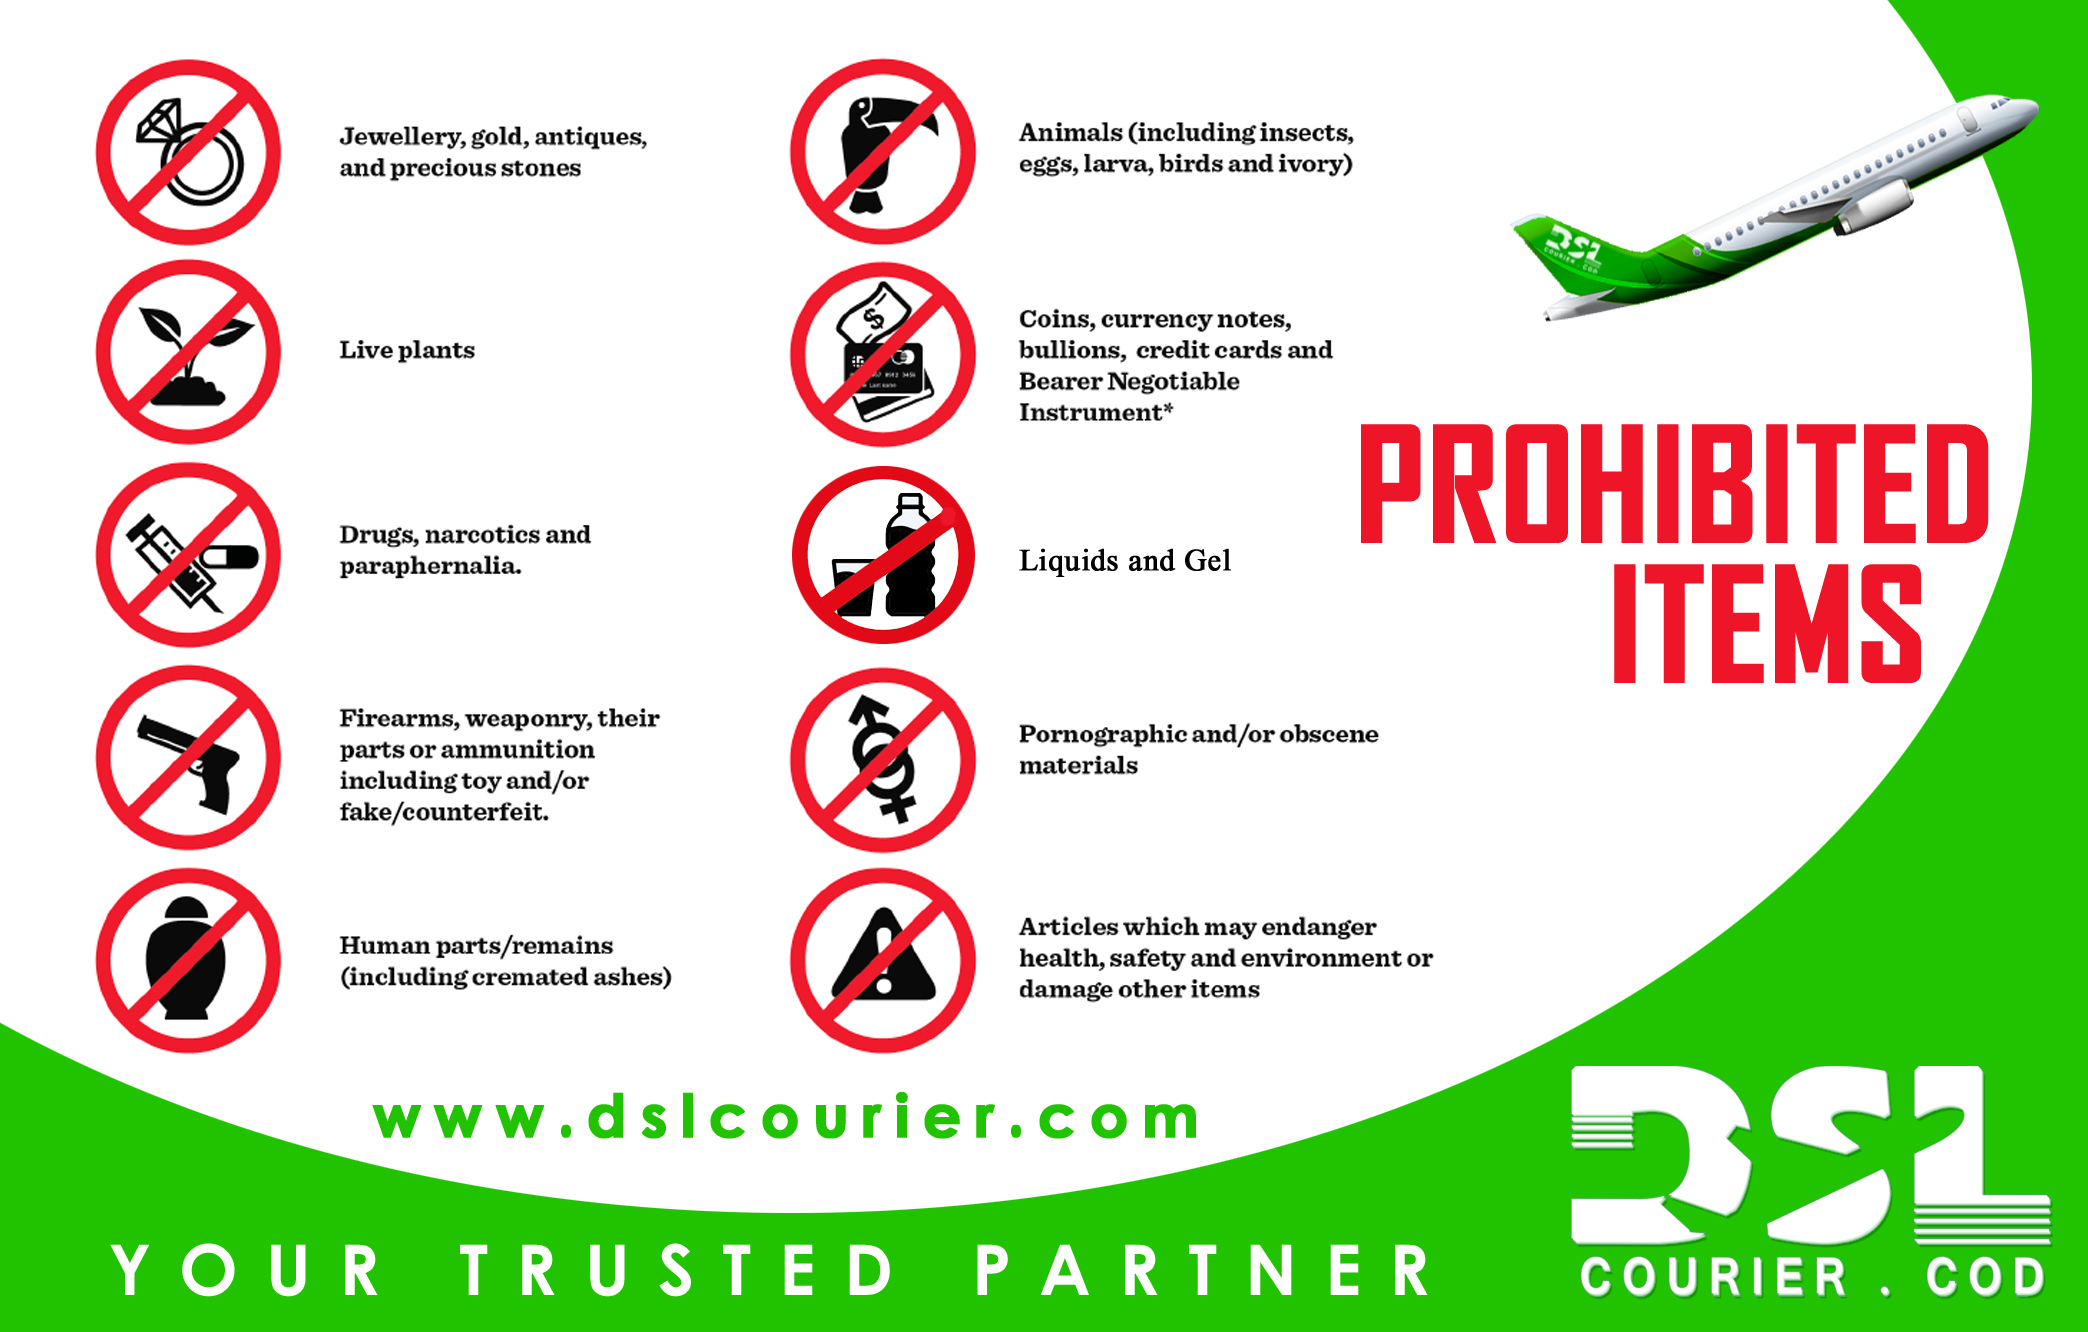 Jewellery, gold, antiques,
and precious stones
Live plants
Drugs, narcotics and
paraphernalia.
Firearms, weaponry, their
parts or ammunition
including toy and/or
fake/counterfeit.
Human parts/remains
(including cremated ashes)
Animals (including insects,
eggs, larva, birds and ivory)
$
Coins, currency notes,
bullions, credit cards and
Bearer Negotiable
Instrument*
Liquids and Gel
Pornographic and/or obscene
materials
Articles which may endanger
health, safety and environment or
damage other items
DSL
COURIER . COD
PROHIBITED
ITEMS
www.dslcourier.com
YOUR TRUSTED PARTNER
DSL
COURIER . COD